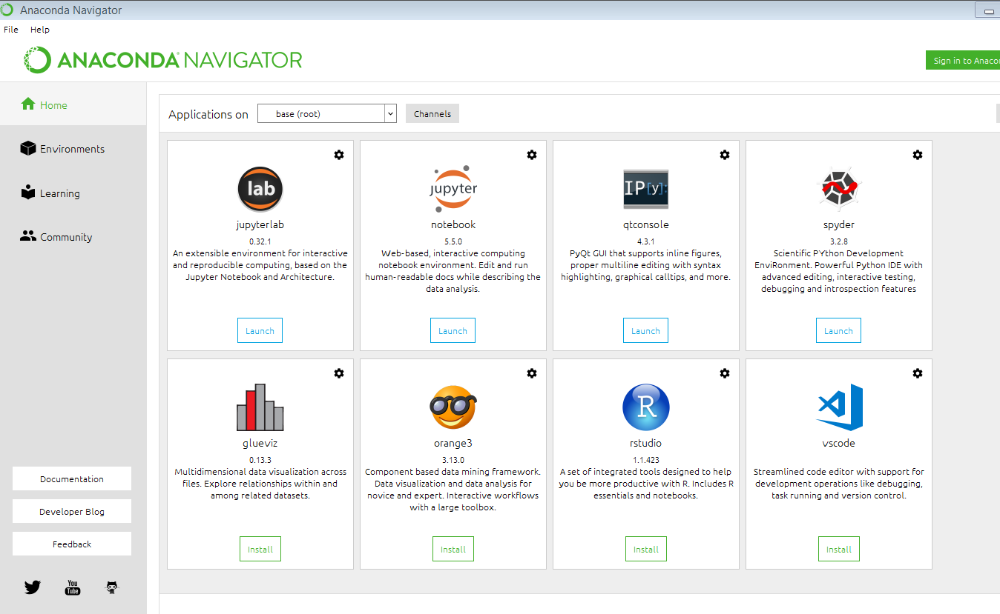 Anaconda Navigator
File Help
ANACONDA NAVIGATOR
Sign in to Anacon
Home
Environments
Learning
Community
Documentation
Developer Blog
Feedback
You
Tube
Applications on base (root) Channels
lab
jupyterlab
0.32.1
An extensible environment for interactive
and reproducible computing, based on the
Jupyter Notebook and Architecture.
Launch
jupyter
notebook
5.5.0
Web-based, interactive computing
notebook environment. Edit and run
human-readable docs while describing the
data analysis.
Launch
IP[y]:
qtconsole
4.3.1
PyQt GUI that supports inline figures,
proper multiline editing with syntax
highlighting, graphical calltips, and more.
Launch
spyder
3.2.8
Scientific PYthon Development
EnviRonment. Powerful Python IDE with
advanced editing, interactive testing,
debugging and introspection features
Launch
glueviz
0.13.3
Multidimensional data visualization across
files. Explore relationships within and
among related datasets.
Install
orange3
3.13.0
Component based data mining framework.
Data visualization and data analysis for
novice and expert. Interactive workflows
with a large toolbox.
Install
R
rstudio
1.1.423
A set of integrated tools designed to help
you be more productive with R. Includes R
essentials and notebooks.
Install
vscode
Streamlined code editor with support for
development operations like debugging,
task running and version control.
Install